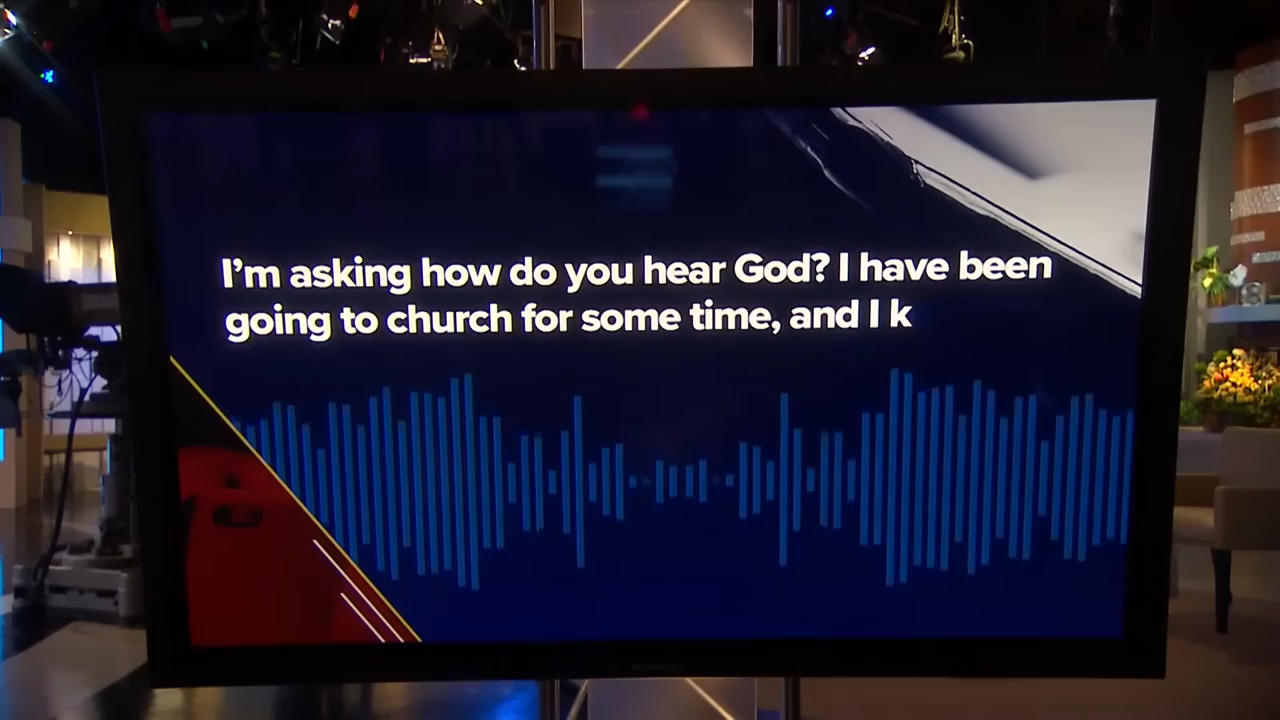 I’m asking how do you hear God? I have been
going to church for some time, and I k